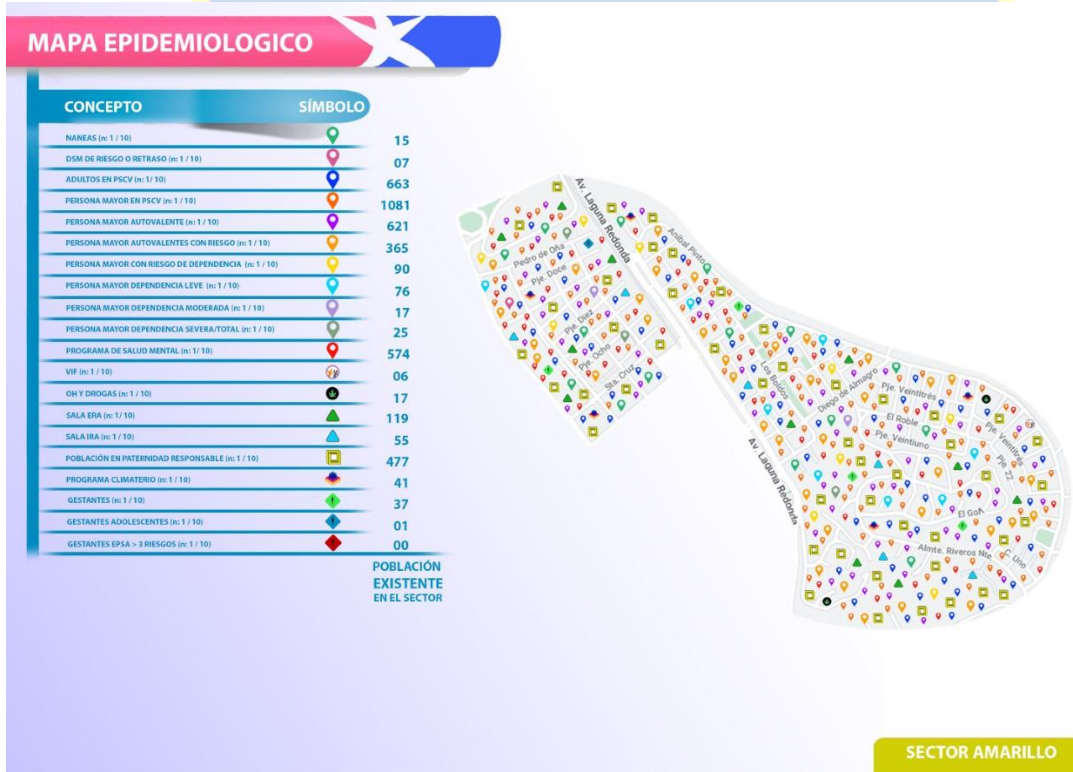 MAPA EPIDEMIOLOGICO
CONCEPTO SÍMBOLO
NANEAS (n: 1 / 10) 15
DSM DE RIESGO O RETRASO (n: 1 / 10) 07
ADULTOS EN PSCV (n: 1/ 10) 663
PERSONA MAYOR EN PSCV (n: 1 / 10) 1081
PERSONA MAYOR AUTOVALENTE (n: 1 / 10) 621
PERSONA MAYOR AUTOVALENTES CON RIESGO (n: 1 / 10) 365
PERSONA MAYOR CON RIESGO DE DEPENDENCIA (n: 1 / 10) 90
PERSONA MAYOR DEPENDENCIA LEVE (n: 1 / 10) 76
PERSONA MAYOR DEPENDENCIA MODERADA (n: 1 / 10) 17
PERSONA MAYOR DEPENDENCIA SEVERA/TOTAL (n: 1 / 10) 25
PROGRAMA DE SALUD MENTAL (n: 1/ 10) 574
VIF (n: 1 / 10) 06
OH Y DROGAS (n: 1 / 10) 17
SALA ERA (n: 1/ 10) 119
SALA IRA (n: 1/ 10) 55
POBLACIÓN EN PATERNIDAD RESPONSABLE (n: 1 / 10) 477
PROGRAMA CLIMATERIO (n: 1 / 10) 41
GESTANTES (n: 1 / 10) 37
GESTANTES ADOLESCENTES (n: 1 / 10) 01
GESTANTES EPSA > 3 RIESGOS (n: 1 / 10) 00
POBLACIÓN
EXISTENTE
EN EL SECTOR
Av. Laguna Redonda
Anibal Pinto
Pedro de Oña
Pje. Doce
Pje. Diez
Pje. Ocho
Sta. Cruz
Los Boldos
Diego de Almagro
Pje. Veintitrés
El Roble
Pje. Veintiuno
Pje. Veintitrés
Pje. 22
Av. Laguna Redonda
El Golf
Almte. Riveros Nte
C. Uno
SECTOR AMARILLO